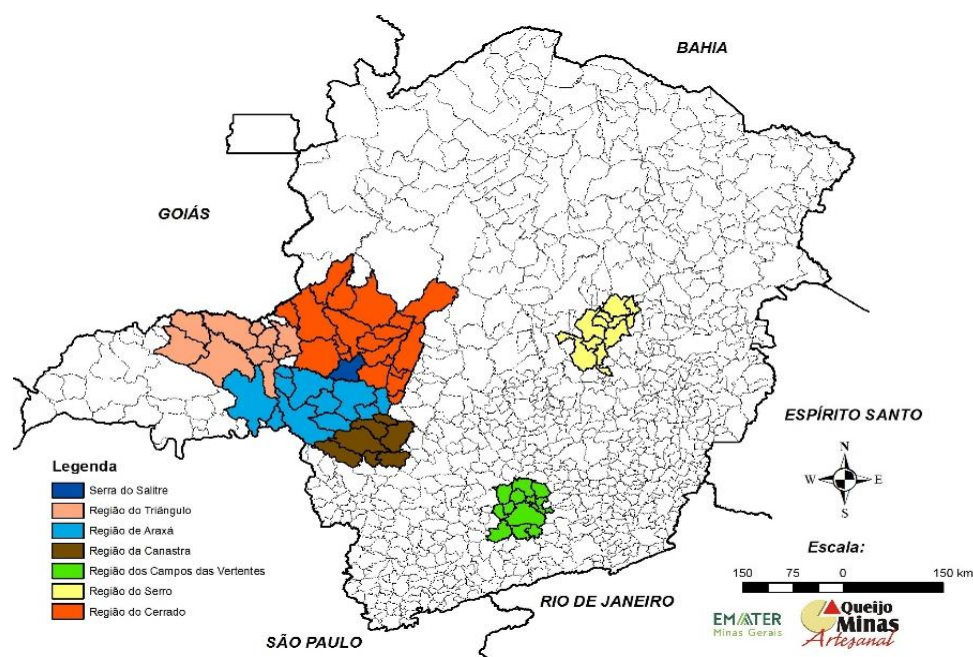 BAHIA
GOIÁS
ESPÍRITO SANTO
N
W E
S
Legenda
Serra do Salitre
Região do Triângulo
Região de Araxá
Região da Canastra
Região dos Campos das Vertentes
Região do Serro
Região do Cerrado
Escala:
150 75 0 150 km
RIO DE JANEIRO
SÃO PAULO
EMATER
Minas Gerais
Queijo
Minas
Artesanal